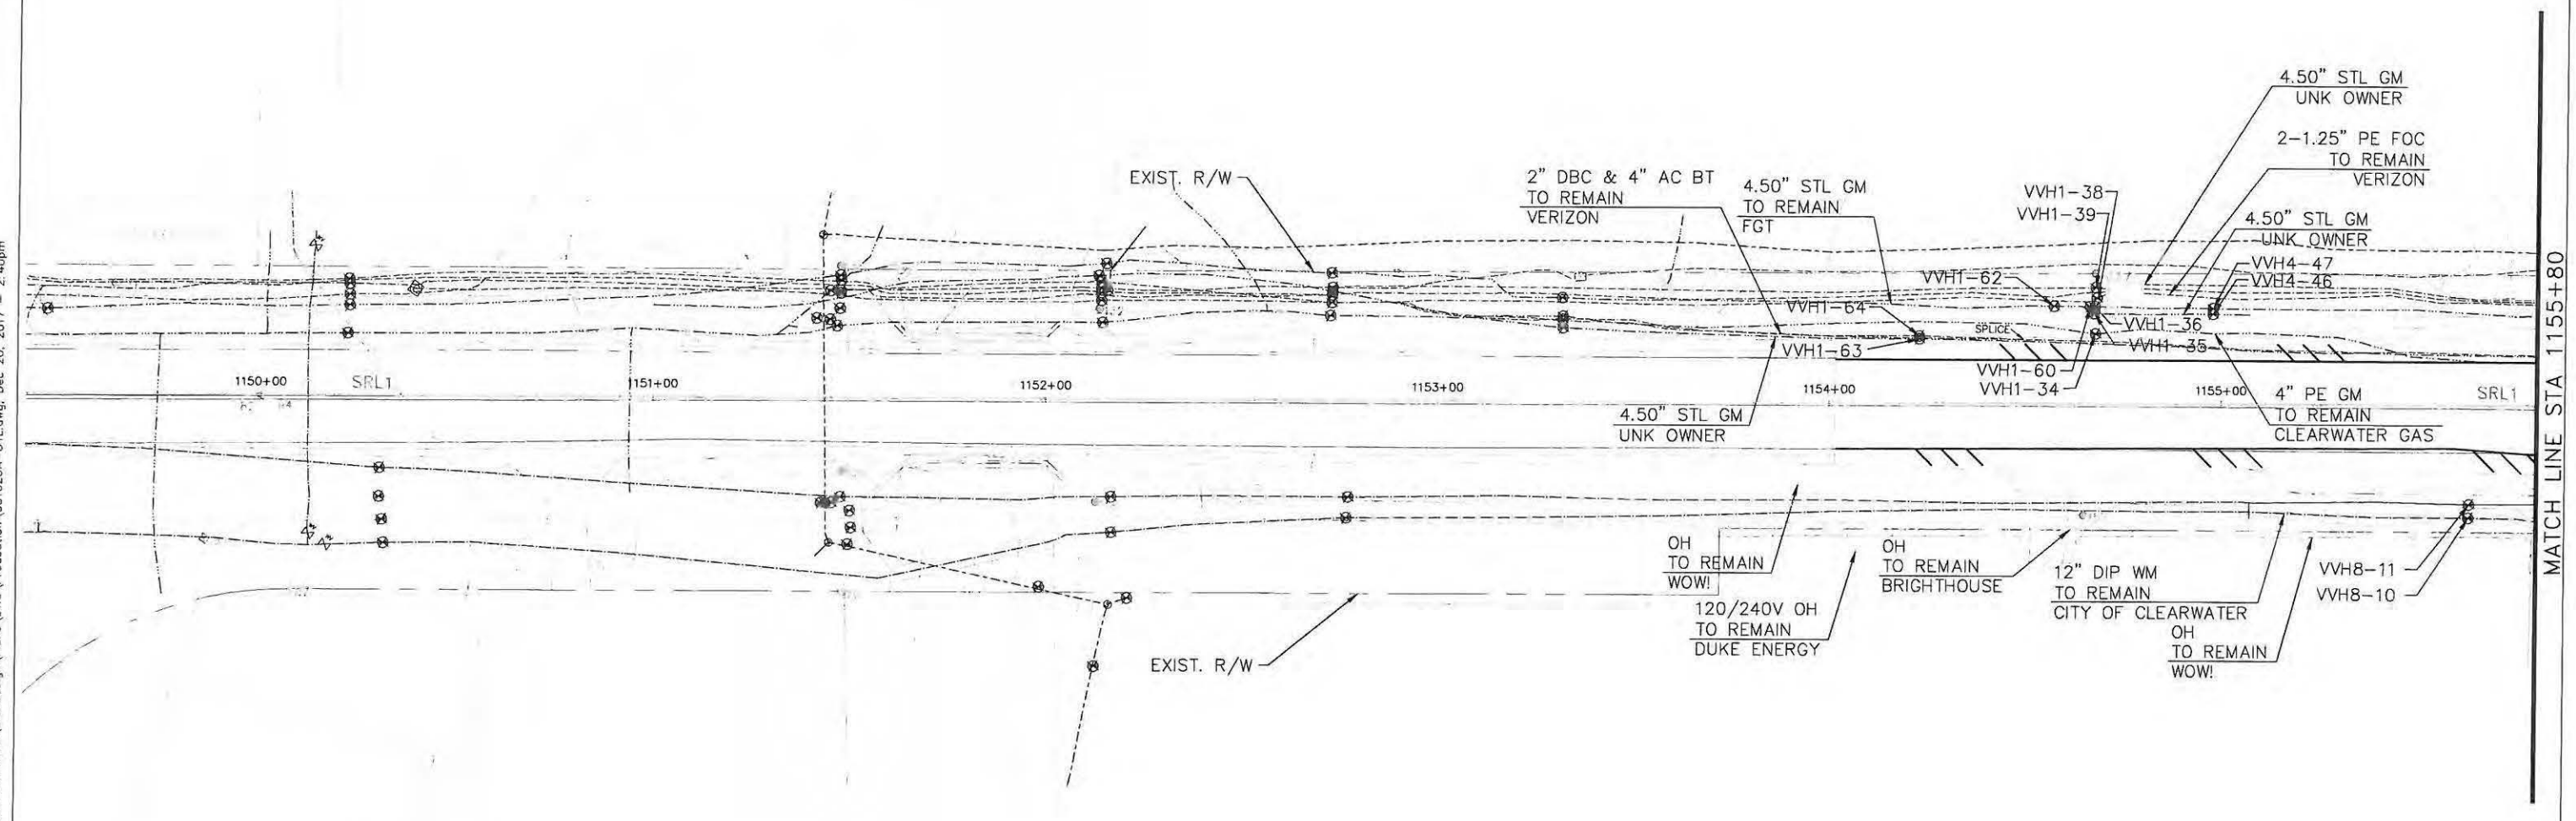 4.50" STL GM
UNK OWNER
2-1.25" PE FOC
TO REMAIN
VERIZON
EXIST. R/W
2" DBC & 4" AC BT
TO REMAIN
VERIZON
4.50" STL GM
TO REMAIN
FGT
VVH1-38
VVH1-39
4.50" STL GM
UNK OWNER
VVH4-47
VVH4-46
VVH1-62
VVH1-64
VVH1-36
SPLICE
VVH1-35
VVH1-63
VVH1-60
VVH1-34
1150+00
SRL1
1151+00
1152+00
1153+00
1154+00
1155+00
SRL1
4" PE GM
TO REMAIN
CLEARWATER GAS
4.50" STL GM
UNK OWNER
MATCH LINE STA 1155+80
OH
TO REMAIN
WOW!
OH
TO REMAIN
BRIGHTHOUSE
12" DIP WM
TO REMAIN
CITY OF CLEARWATER
VVH8-11
VVH8-10
120/240V OH
TO REMAIN
DUKE ENERGY
OH
TO REMAIN
WOW!
EXIST. R/W